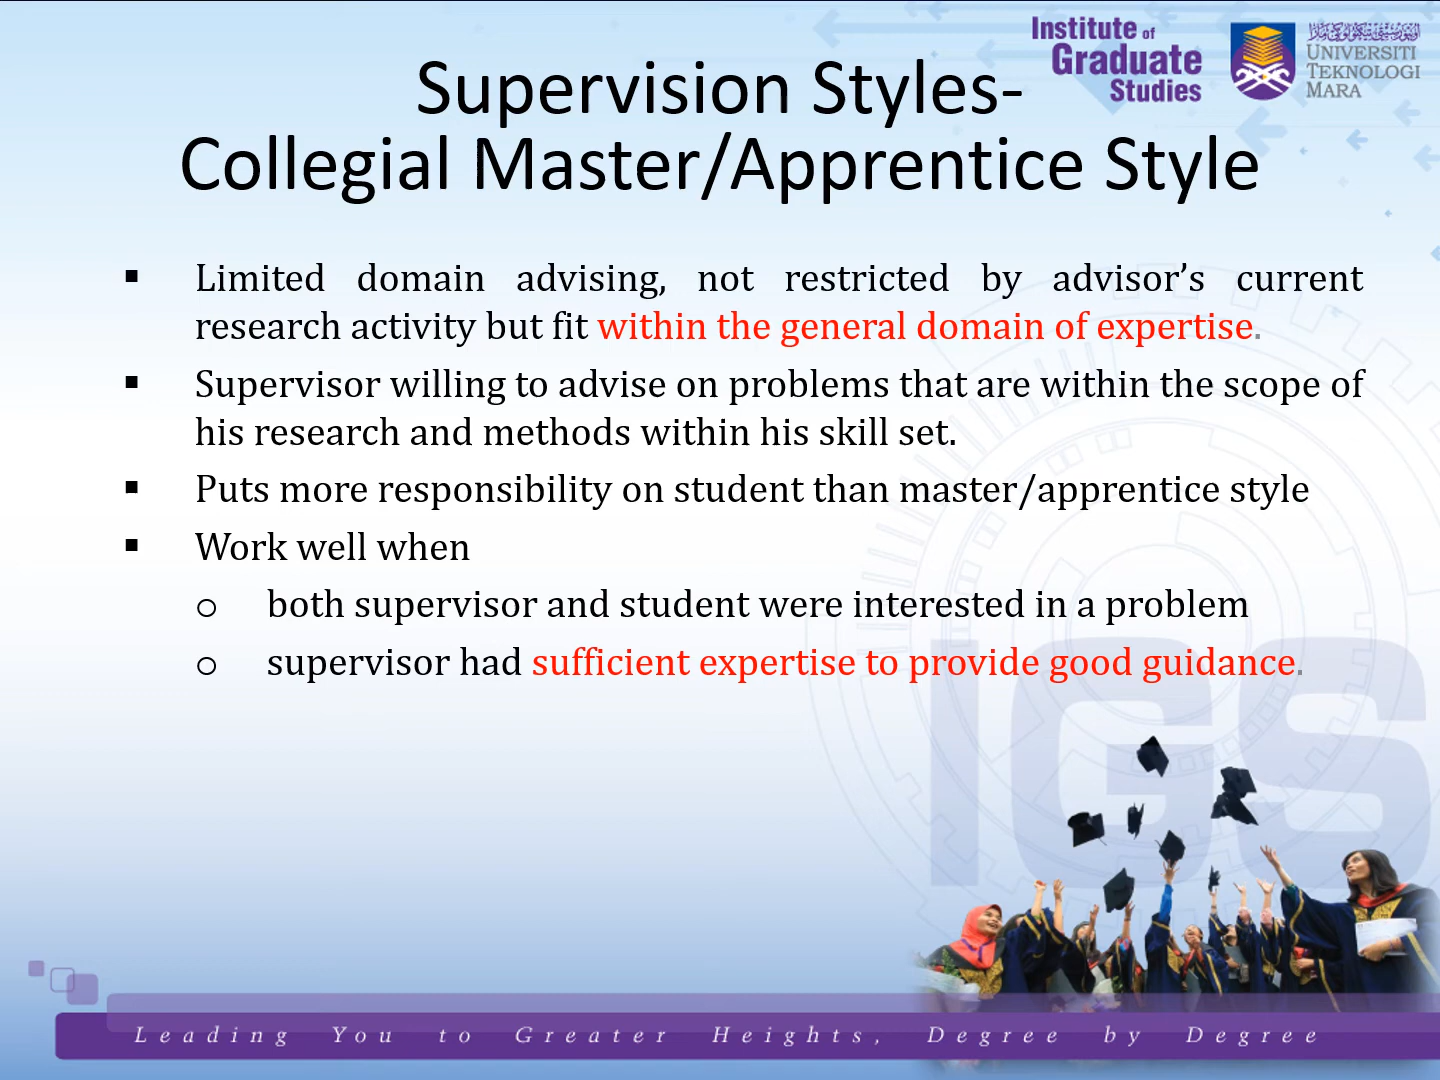 Institute of
Graduate
Studies
UNIVERSITI
TEKNOLOGI
MARA
Supervision Styles-
Collegial Master/Apprentice Style
▪ Limited domain advising, not restricted by advisor’s current
research activity but fit within the general domain of expertise.
▪ Supervisor willing to advise on problems that are within the scope of
his research and methods within his skill set.
▪ Puts more responsibility on student than master/apprentice style
▪ Work well when
o both supervisor and student were interested in a problem
o supervisor had sufficient expertise to provide good guidance.
IGS
Leading You to Greater Heights, Degree by Degree